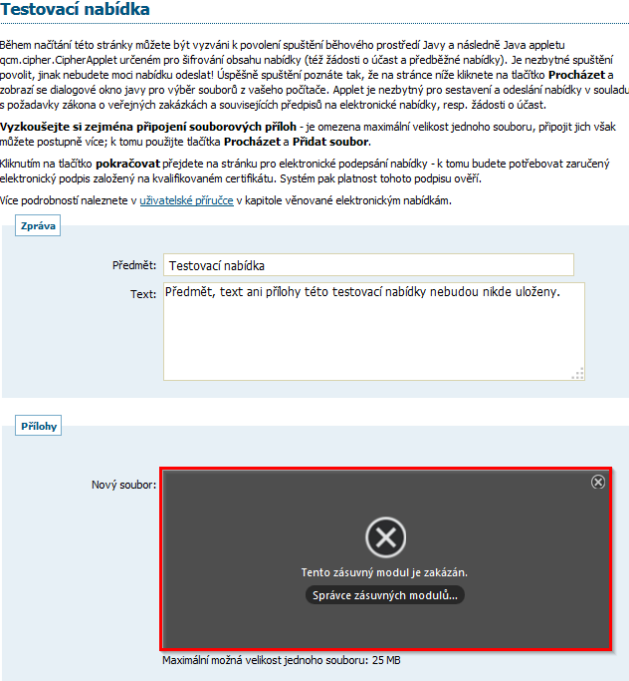 Testovací nabídka
Během načítání této stránky můžete být vyzváni k povolení spuštění běhového prostředí Javy a následně Java appletu
qcm.cipher.CipherApplet určeném pro šifrování obsahu nabídky (též žádosti o účast a předběžné nabídky). Je nezbytné spuštění
povolit, jinak nebudete moci nabídku odeslat! Úspěšně spuštění poznáte tak, že na stránce níže kliknete na tlačítko Procházet a
zobrazí se dialogové okno javy pro výběr souborů z vašeho počítače. Applet je nezbytný pro sestavení a odeslání nabídky v souladu
s požadavky zákona o veřejných zakázkách a souvisejících předpisů na elektronické nabídky, resp. žádosti o účast.
Vyzkoušejte si zejména připojení souborových příloh - je omezena maximální velikost jednoho souboru, připojit jich však
můžete postupně více; k tomu použijte tlačítka Procházet a Přidat soubor.
Kliknutím na tlačítko pokračovat přejdete na stránku pro elektronické podepsání nabídky - k tomu budete potřebovat zaručený
elektronický podpis založený na kvalifikovaném certifikátu. Systém pak platnost tohoto podpisu ověří.
Více podrobností naleznete v uživatelské příručce v kapitole věnované elektronickým nabídkám.
Zpráva
Předmět: Testovací nabídka
Text: Předmět, text ani přílohy této testovací nabídky nebudou nikde uloženy.
Přílohy
Nový soubor:
Tento zásuvný modul je zakázán.
Správce zásuvných modulů...
Maximální možná velikost jednoho souboru: 25 MB